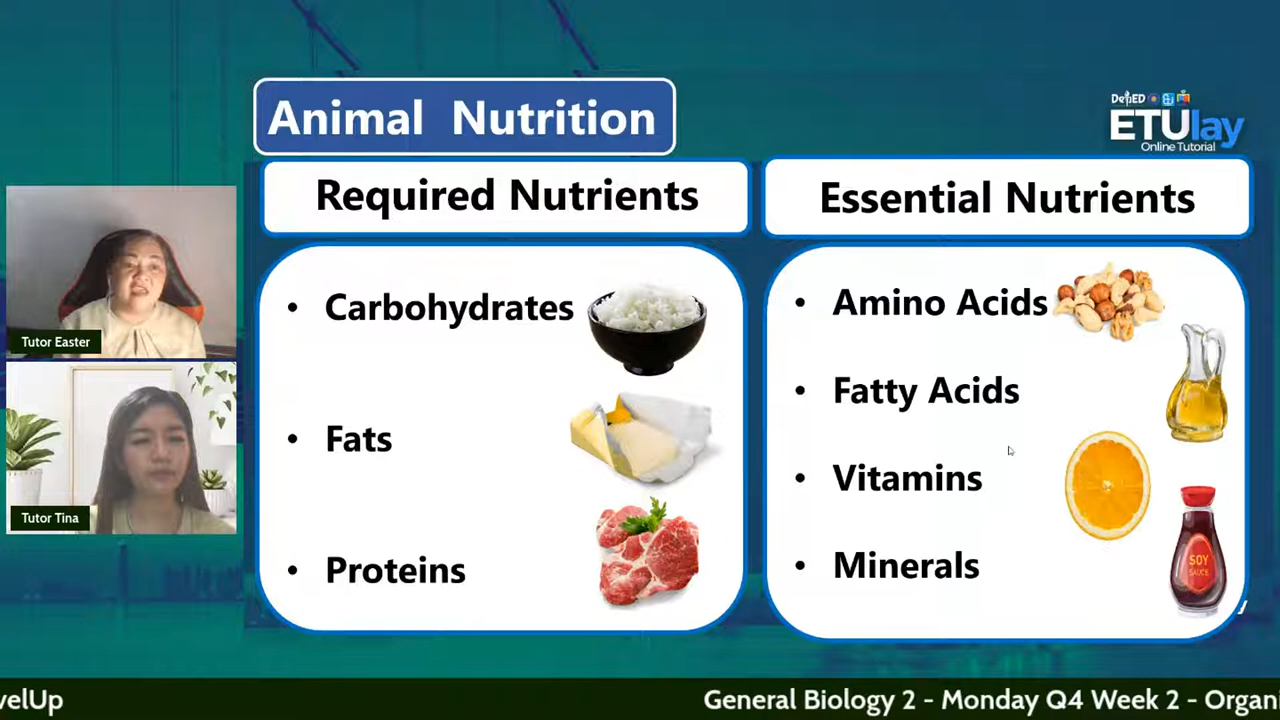 Animal Nutrition
DepED
ETUlay
Online Tutorial
Required Nutrients
Essential Nutrients
• Carbohydrates
• Fats
• Proteins
• Amino Acids
• Fatty Acids
• Vitamins
• Minerals
SOY
SAUCE
Tutor Easter
Tutor Tina
velUp
General Biology 2 - Monday Q4 Week 2 - Organi